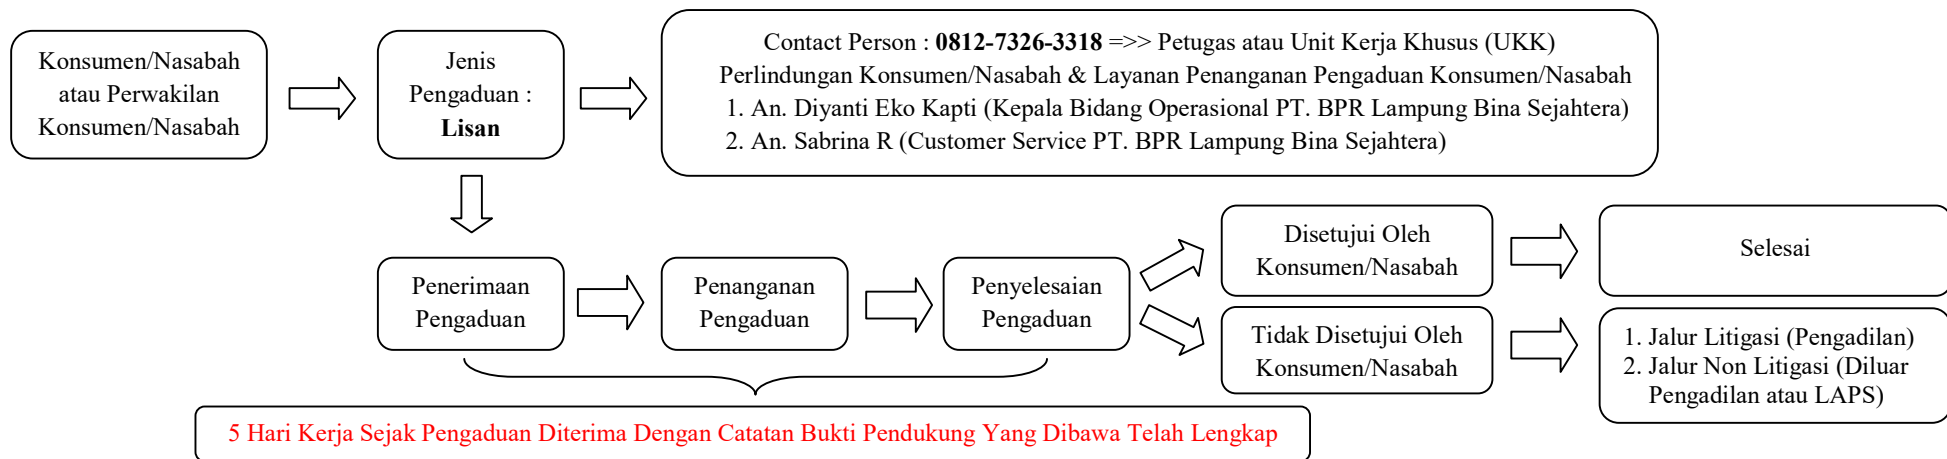 Konsumen/Nasabah
atau Perwakilan
Konsumen/Nasabah
Jenis
Pengaduan :
Lisan
Contact Person : 0812-7326-3318 =>> Petugas atau Unit Kerja Khusus (UKK)
Perlindungan Konsumen/Nasabah & Layanan Penanganan Pengaduan Konsumen/Nasabah
1. An. Diyanti Eko Kapti (Kepala Bidang Operasional PT. BPR Lampung Bina Sejahtera)
2. An. Sabrina R (Customer Service PT. BPR Lampung Bina Sejahtera)
Penerimaan
Pengaduan
Penanganan
Pengaduan
Penyelesaian
Pengaduan
Disetujui Oleh
Konsumen/Nasabah
Selesai
Tidak Disetujui Oleh
Konsumen/Nasabah
1. Jalur Litigasi (Pengadilan)
2. Jalur Non Litigasi (Diluar
Pengadilan atau LAPS)
5 Hari Kerja Sejak Pengaduan Diterima Dengan Catatan Bukti Pendukung Yang Dibawa Telah Lengkap